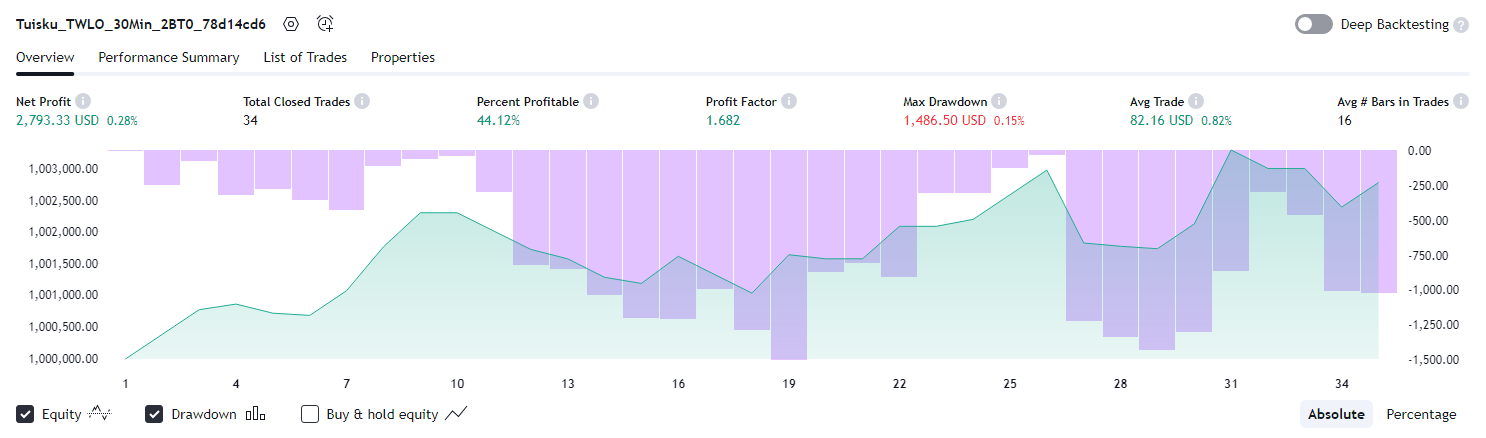 Tuisku_TWLO_30Min_2BT0_78d14cd6 Deep Backtesting ?
Overview Performance Summary List of Trades Properties
Net Profit i Total Closed Trades i Percent Profitable i Profit Factor i Max Drawdown i Avg Trade i Avg # Bars in Trades i
2,793.33 USD 0.28% 34 44.12% 1.682 1,486.50 USD 0.15% 82.16 USD 0.82% 16
0.00
1,003,000.00
-250.00
1,002,500.00
-500.00
1,002,000.00
-750.00
1,001,500.00
-1,000.00
1,001,000.00
-1,250.00
1,000,500.00
1,000,000.00 -1,500.00
1 4 7 10 13 16 19 22 25 28 31 34
Equity Drawdown Buy & hold equity Absolute Percentage